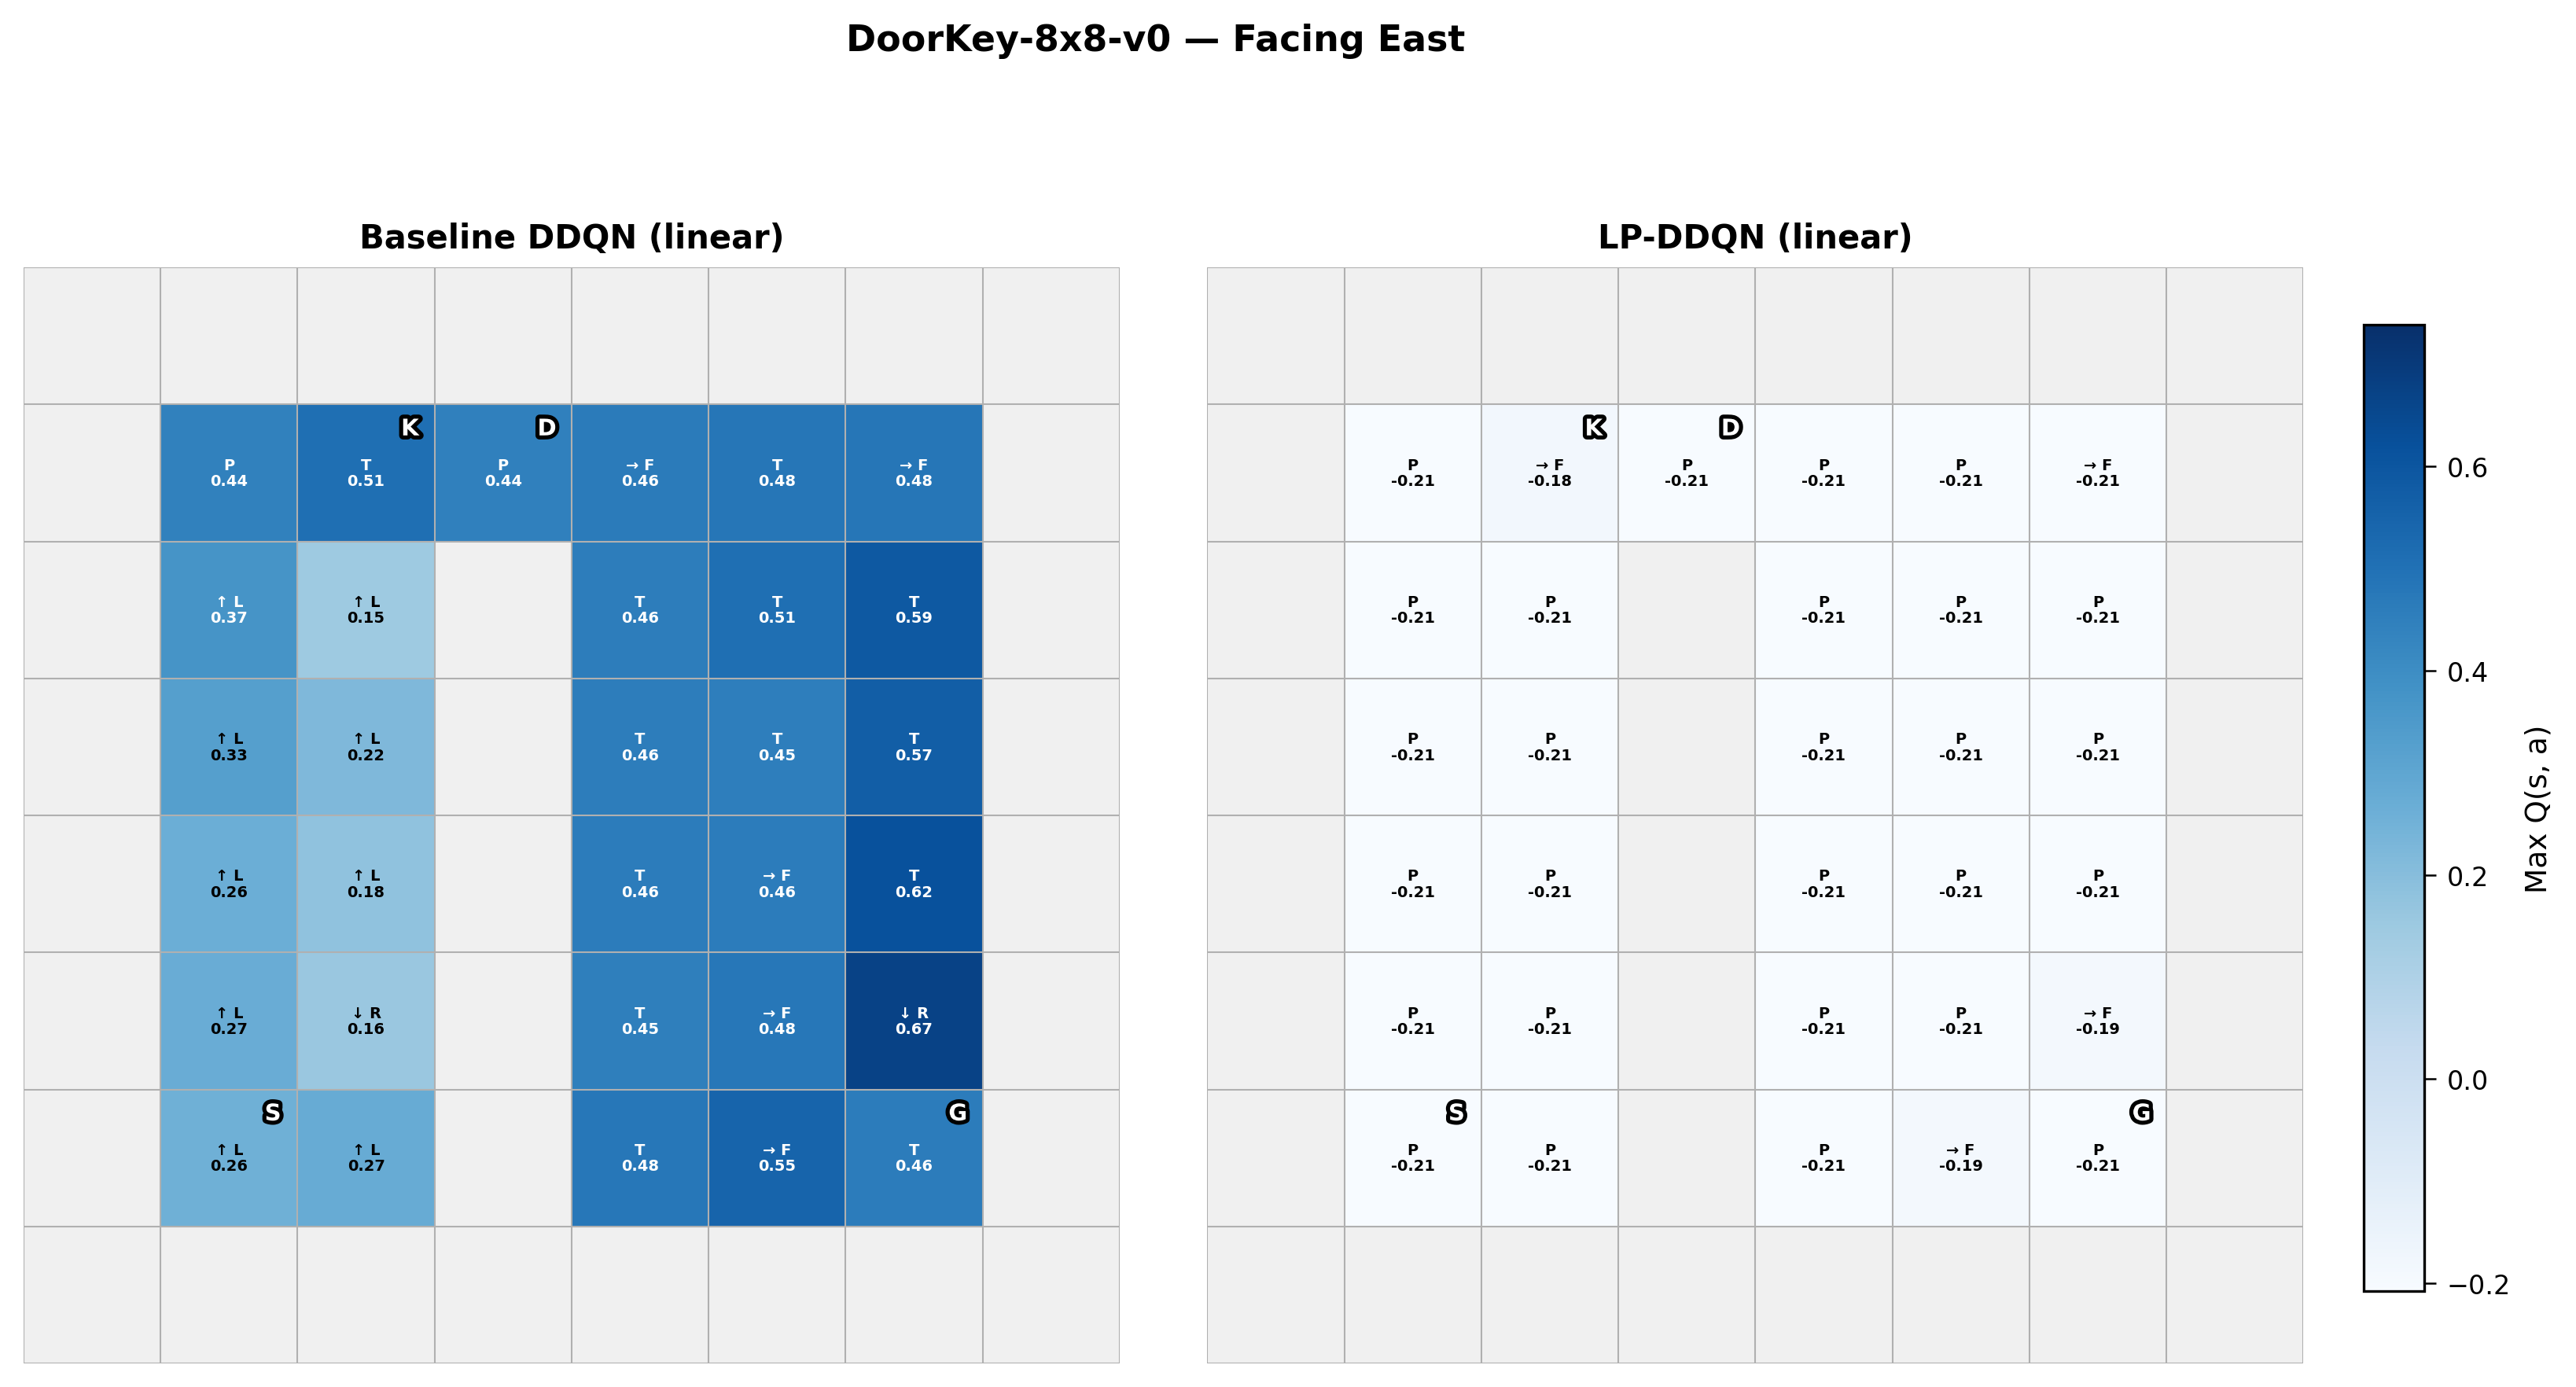 DoorKey-8x8-v0 — Facing East
Baseline DDQN (linear)
K D
P T P → F T → F
0.44 0.51 0.44 0.46 0.48 0.48
↑ L ↑ L T T T
0.37 0.15 0.46 0.51 0.59
↑ L ↑ L T T T
0.33 0.22 0.46 0.45 0.57
↑ L ↑ L T → F T
0.26 0.18 0.46 0.46 0.62
↑ L ↓ R T → F ↓ R
0.27 0.16 0.45 0.48 0.67
S G
↑ L ↑ L T → F T
0.26 0.27 0.48 0.55 0.46
LP-DDQN (linear)
K D
P → F P P P → F
-0.21 -0.18 -0.21 -0.21 -0.21 -0.21
P P P P P
-0.21 -0.21 -0.21 -0.21 -0.21
P P P P P
-0.21 -0.21 -0.21 -0.21 -0.21
P P P P P
-0.21 -0.21 -0.21 -0.21 -0.21
P P P P → F
-0.21 -0.21 -0.21 -0.21 -0.19
S G
P P P → F P
-0.21 -0.21 -0.21 -0.19 -0.21
0.6
0.4
0.2
0.0
−0.2
Max Q(s, a)